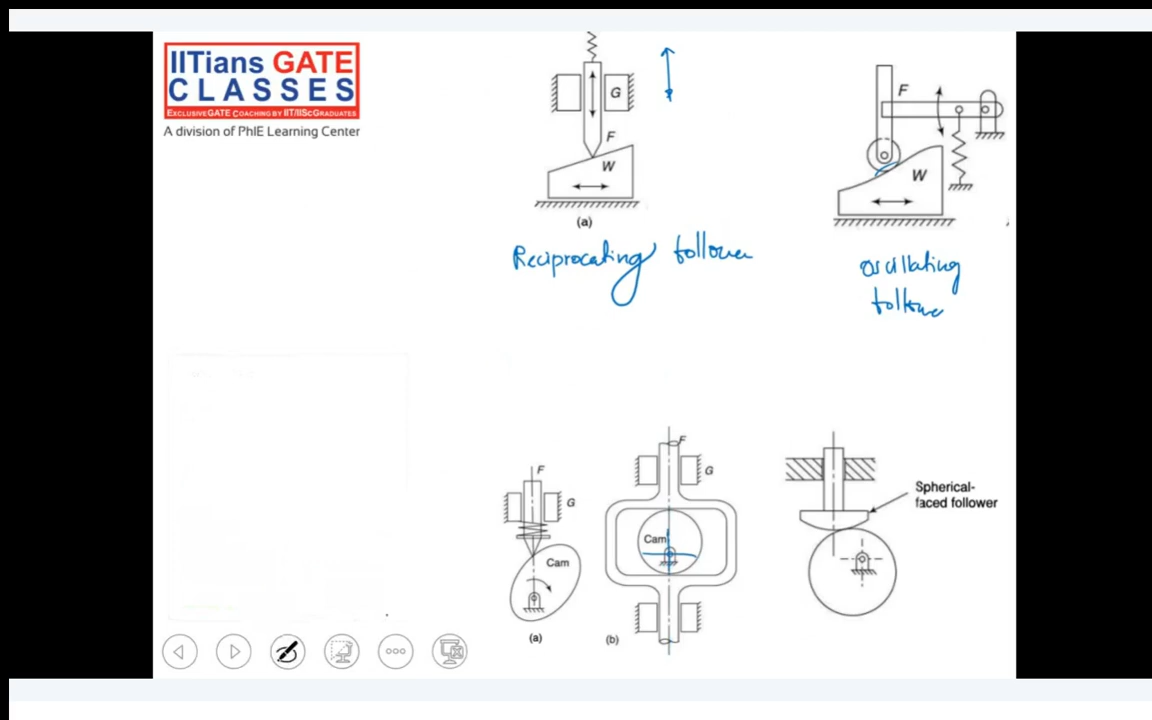 IITians GATE
CLASSES
EXCLUSIVE GATE COACHING BY IIT/IISC GRADUATES
A division of PhIE Learning Center
G
F
W
(a)
Reciprocating follower
F
W
oscillating
follower
F
G
Cam
(a)
F
G
Cam
(b)
Spherical-
faced follower